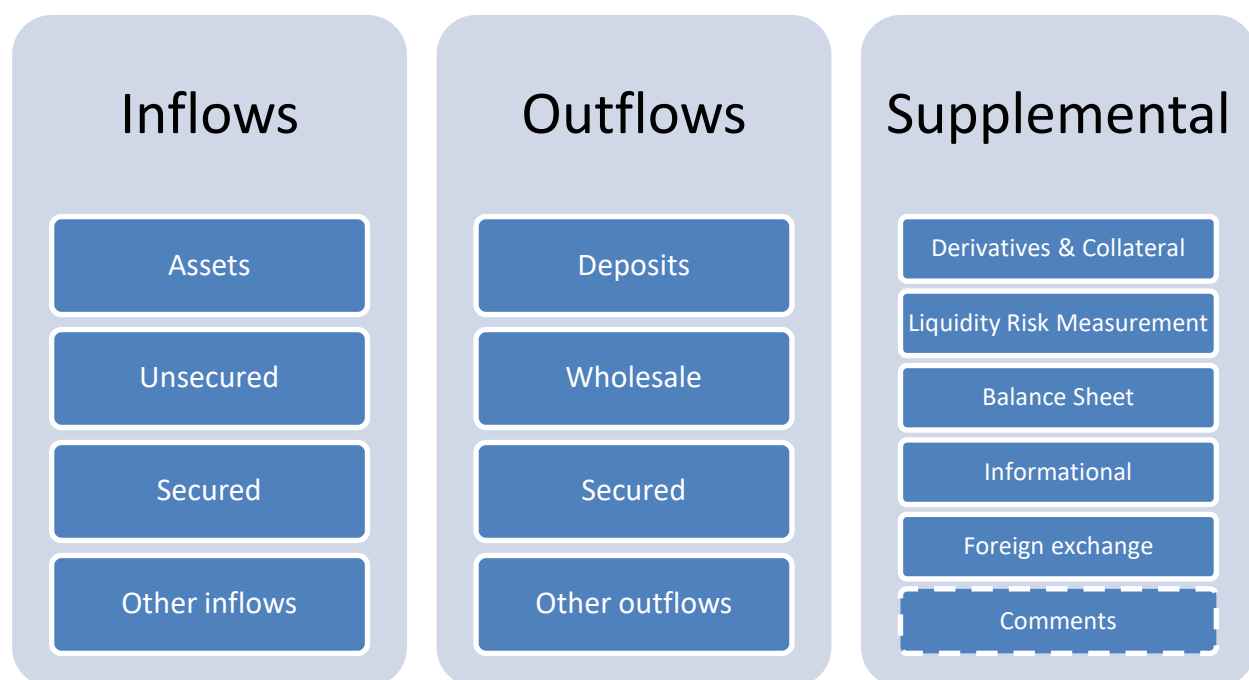 Inflows
Assets
Unsecured
Secured
Other inflows
Outflows
Deposits
Wholesale
Secured
Other outflows
Supplemental
Derivatives & Collateral
Liquidity Risk Measurement
Balance Sheet
Informational
Foreign exchange
Comments